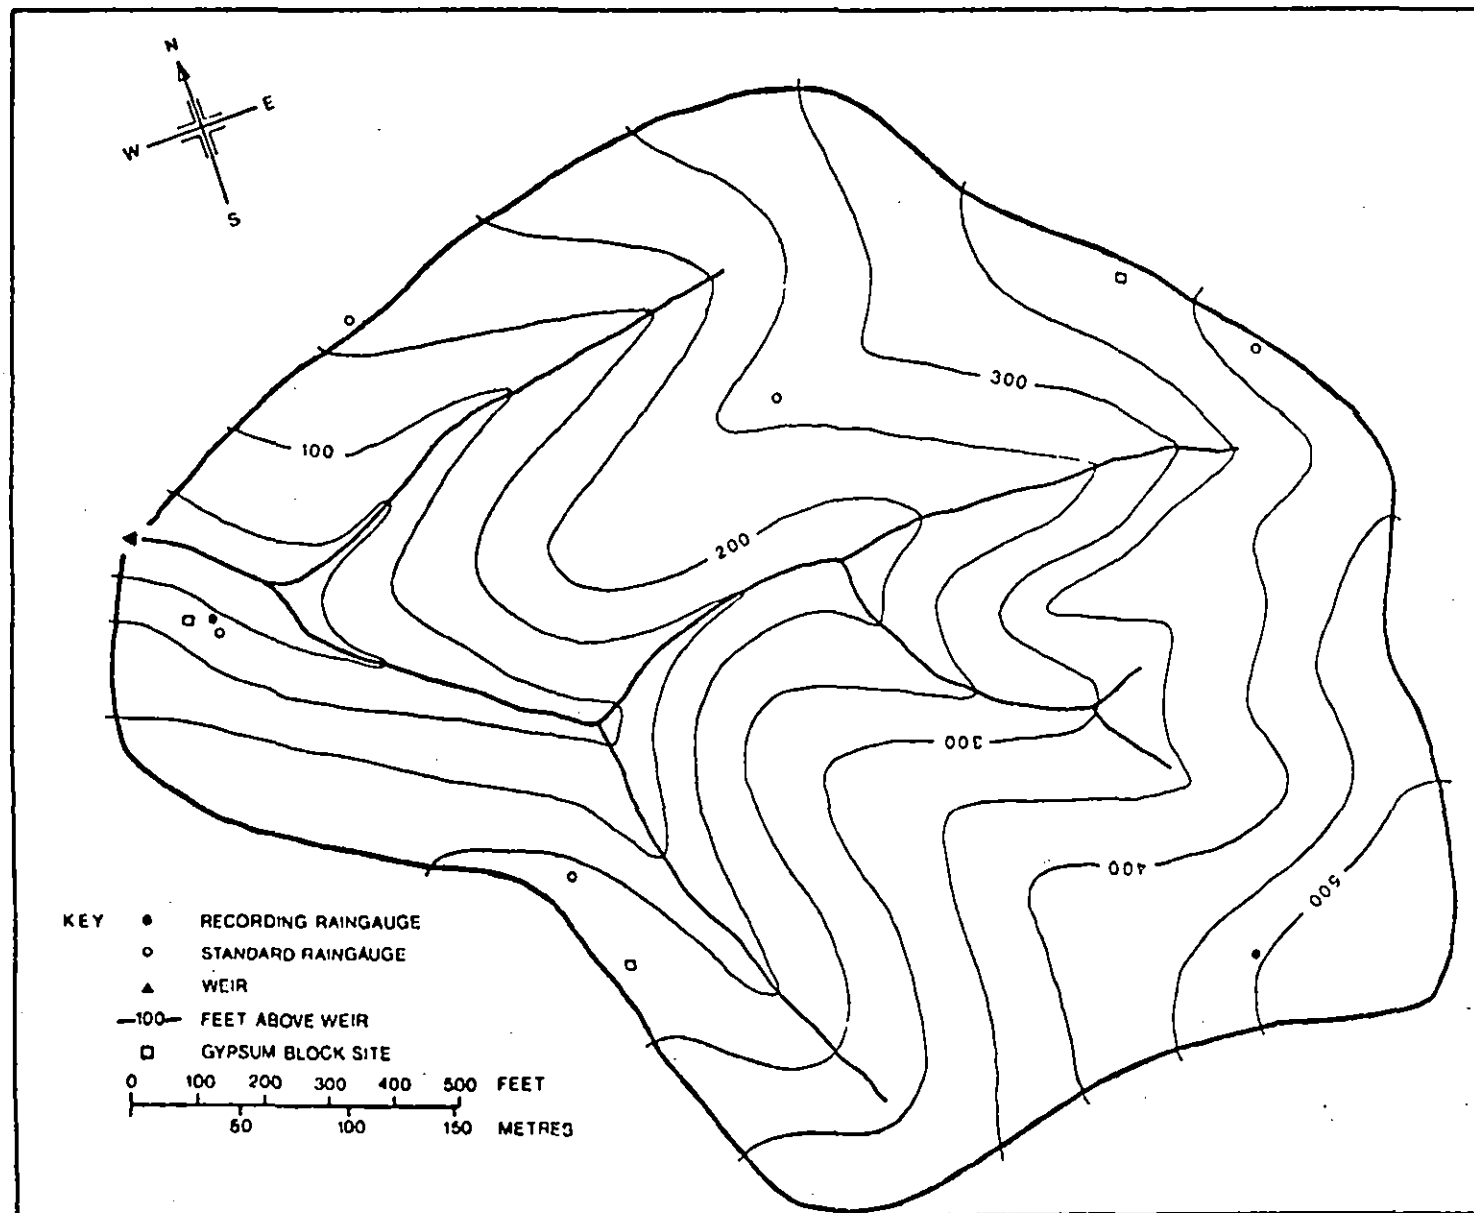 N
E
W
S
300
100
200
300
400
500
KEY
RECORDING RAINGAUGE
STANDARD RAINGAUGE
WEIR
—100— FEET ABOVE WEIR
GYPSUM BLOCK SITE
0 100 200 300 400 500 FEET
50 100 150 METRES